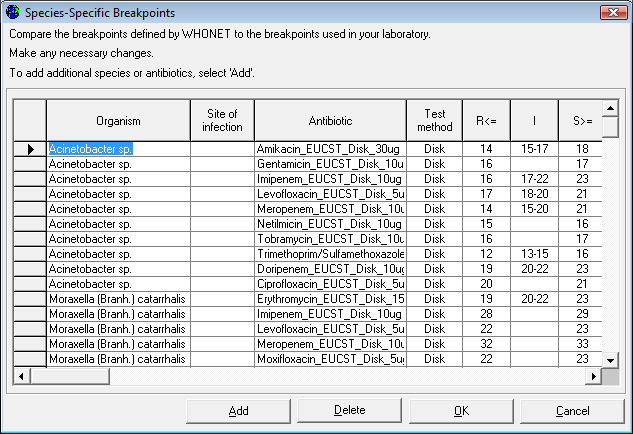 Species-Specific Breakpoints
Compare the breakpoints defined by WHONET to the breakpoints used in your laboratory.
Make any necessary changes.
To add additional species or antibiotics, select 'Add'.
Organism Site of infection Antibiotic Test method R<= I S>=
Acinetobacter sp. Amikacin_EUCST_Disk_30ug Disk 14 15-17 18
Acinetobacter sp. Gentamicin_EUCST_Disk_10u Disk 16 17
Acinetobacter sp. Imipenem_EUCST_Disk_10ug Disk 16 17-22 23
Acinetobacter sp. Levofloxacin_EUCST_Disk_5u Disk 17 18-20 21
Acinetobacter sp. Meropenem_EUCST_Disk_10u Disk 14 15-20 21
Acinetobacter sp. Netilmicin_EUCST_Disk_10ug Disk 15 16
Acinetobacter sp. Tobramycin_EUCST_Disk_10u Disk 16 17
Acinetobacter sp. Trimethoprim/Sulfamethoxazole Disk 12 13-15 16
Acinetobacter sp. Doripenem_EUCST_Disk_10ug Disk 19 20-22 23
Acinetobacter sp. Ciprofloxacin_EUCST_Disk_5u Disk 20 21
Moraxella (Branh.) catarrhalis Erythromycin_EUCST_Disk_15 Disk 19 20-22 23
Moraxella (Branh.) catarrhalis Imipenem_EUCST_Disk_10ug Disk 28 29
Moraxella (Branh.) catarrhalis Levofloxacin_EUCST_Disk_5u Disk 22 23
Moraxella (Branh.) catarrhalis Meropenem_EUCST_Disk_10u Disk 32 33
Moraxella (Branh.) catarrhalis Moxifloxacin_EUCST_Disk_5ug Disk 22 23
Add Delete OK Cancel